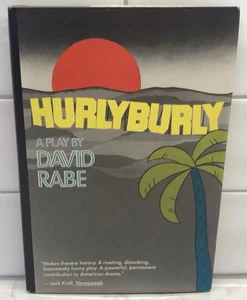 HURLYBURLY
A PLAY BY
DAVID
RABE
"Makes theatre history. A riveting, disturbing,
fearsomely funny play. A powerful, permanent
contribution to American drama."
— Jack Kroll, Newsweek